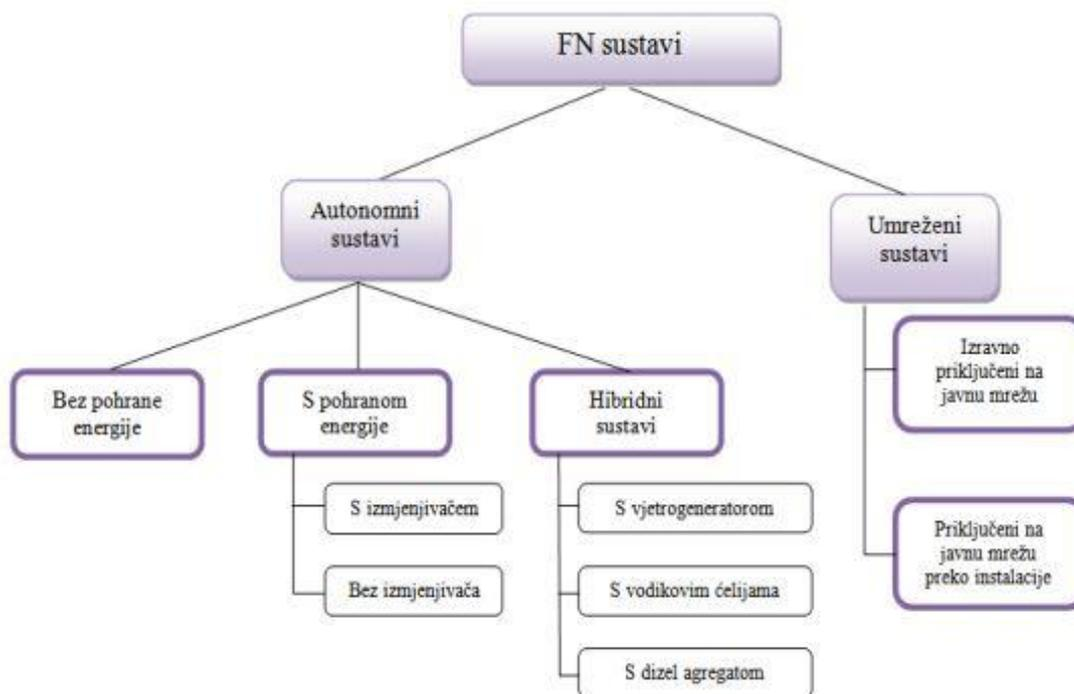 FN sustavi
Autonomni
sustavi
Umreženi
sustavi
Bez pohrane
energije
S pohranom
energije
Hibridni
sustavi
Izravno
priključeni na
javnu mrežu
S izmjenjivačem
Bez izmjenjivača
S vjetrogeneratorom
S vodikovim ćelijama
S dizel agregatom
Priključeni na
javnu mrežu
preko instalacije